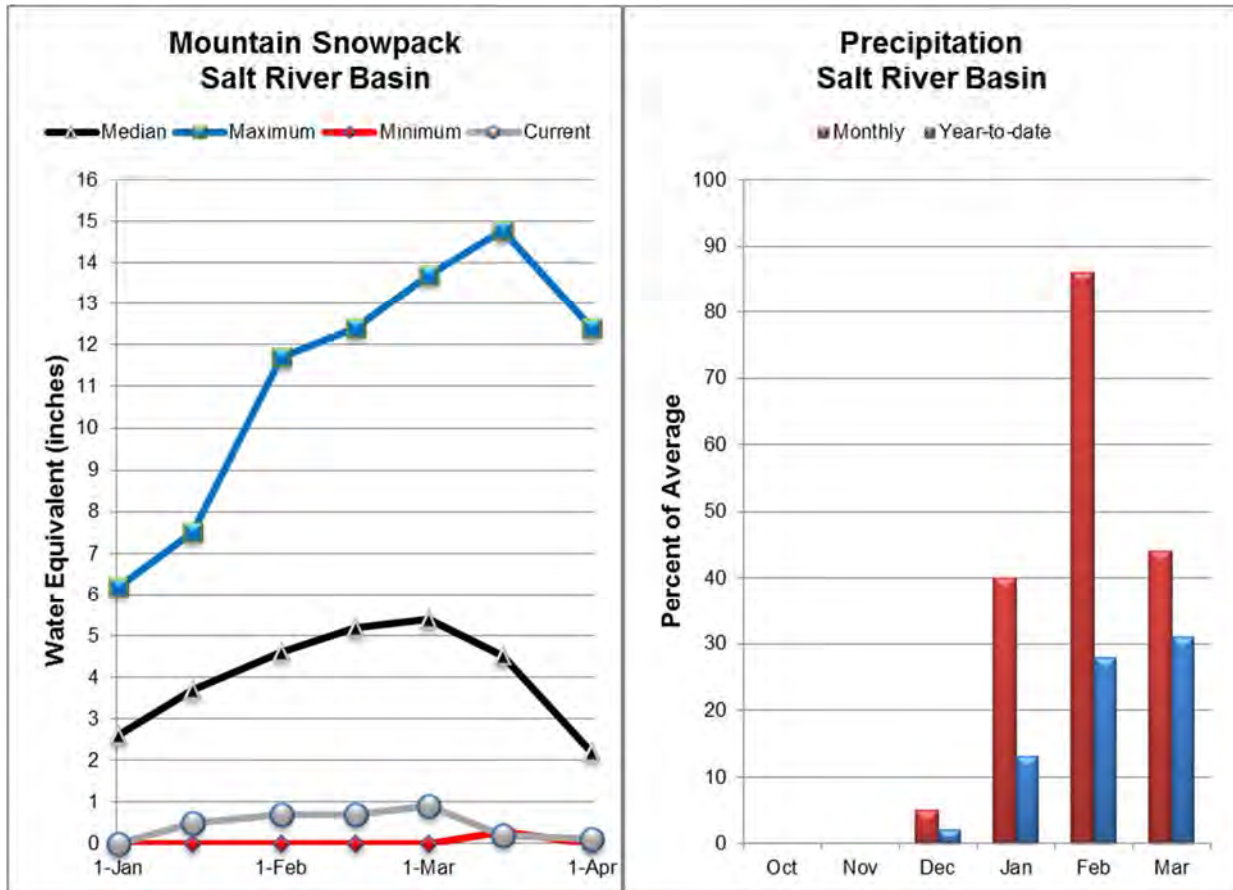 Mountain Snowpack
Salt River Basin
Median Maximum Minimum Current
16
15
14
13
12
11
10
9
8
7
6
5
4
3
2
1
0
Water Equivalent (inches)
1-Jan 1-Feb 1-Mar 1-Apr
Precipitation
Salt River Basin
Monthly Year-to-date
100
90
80
70
60
50
40
30
20
10
0
Percent of Average
Oct Nov Dec Jan Feb Mar